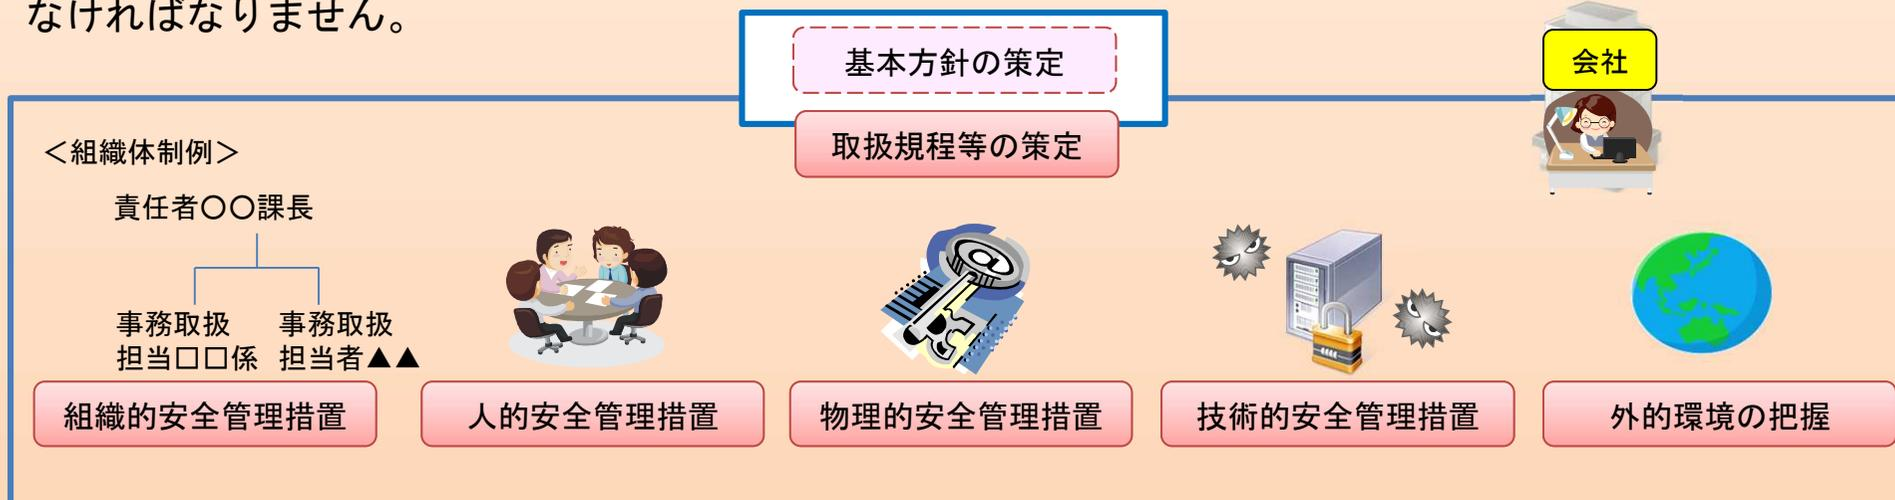 なければなりません。
基本方針の策定
会社
取扱規程等の策定
＜組織体制例＞
責任者〇〇課長
事務取扱
担当□□係
事務取扱
担当者▲▲
組織的安全管理措置
人的安全管理措置
物理的安全管理措置
技術的安全管理措置
外的環境の把握